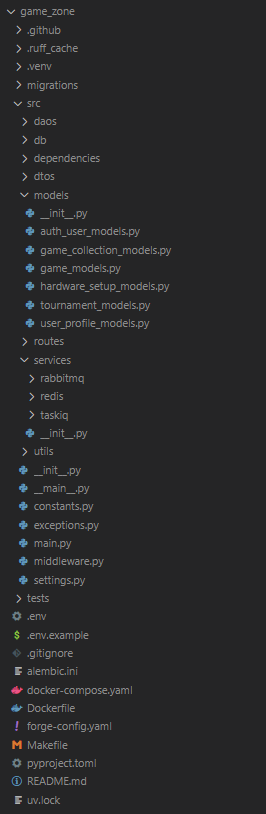 game_zone
.github
.ruff_cache
.venv
migrations
src
daos
db
dependencies
dtos
models
__init__.py
auth_user_models.py
game_collection_models.py
game_models.py
hardware_setup_models.py
tournament_models.py
user_profile_models.py
routes
services
rabbitmq
redis
taskiq
__init__.py
utils
__init__.py
__main__.py
constants.py
exceptions.py
main.py
middleware.py
settings.py
tests
.env
$ .env.example
.gitignore
alembic.ini
docker-compose.yaml
Dockerfile
! forge-config.yaml
M Makefile
pyproject.toml
README.md
uv.lock